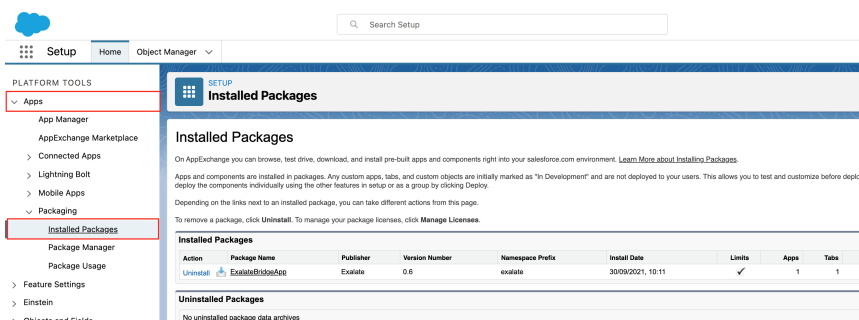 Search Setup
Setup
Home
Object Manager
PLATFORM TOOLS
Apps
App Manager
AppExchange Marketplace
Connected Apps
Lightning Bolt
Mobile Apps
Packaging
Installed Packages
Package Manager
Package Usage
Feature Settings
Einstein
SETUP
Installed Packages
Installed Packages
On AppExchange you can browse, test drive, download, and install pre-built apps and components right into your salesforce.com environment. Learn More about Installing Packages.
Apps and components are installed in packages. Any custom apps, tabs, and custom objects are initially marked as "In Development" and are not deployed to your users. This allows you to test and customize before deplo
deploy the components individually using the other features in setup or as a group by clicking Deploy.
Depending on the links next to an installed package, you can take different actions from this page.
To remove a package, click Uninstall. To manage your package licenses, click Manage Licenses.
Installed Packages
Action Package Name Publisher Version Number Namespace Prefix Install Date Limits Apps Tabs
Uninstall ExalateBridgeApp Exalate 0.6 exalate 30/09/2021, 10:11 ✓ 1 1
Uninstalled Packages
No uninstalled package data archives